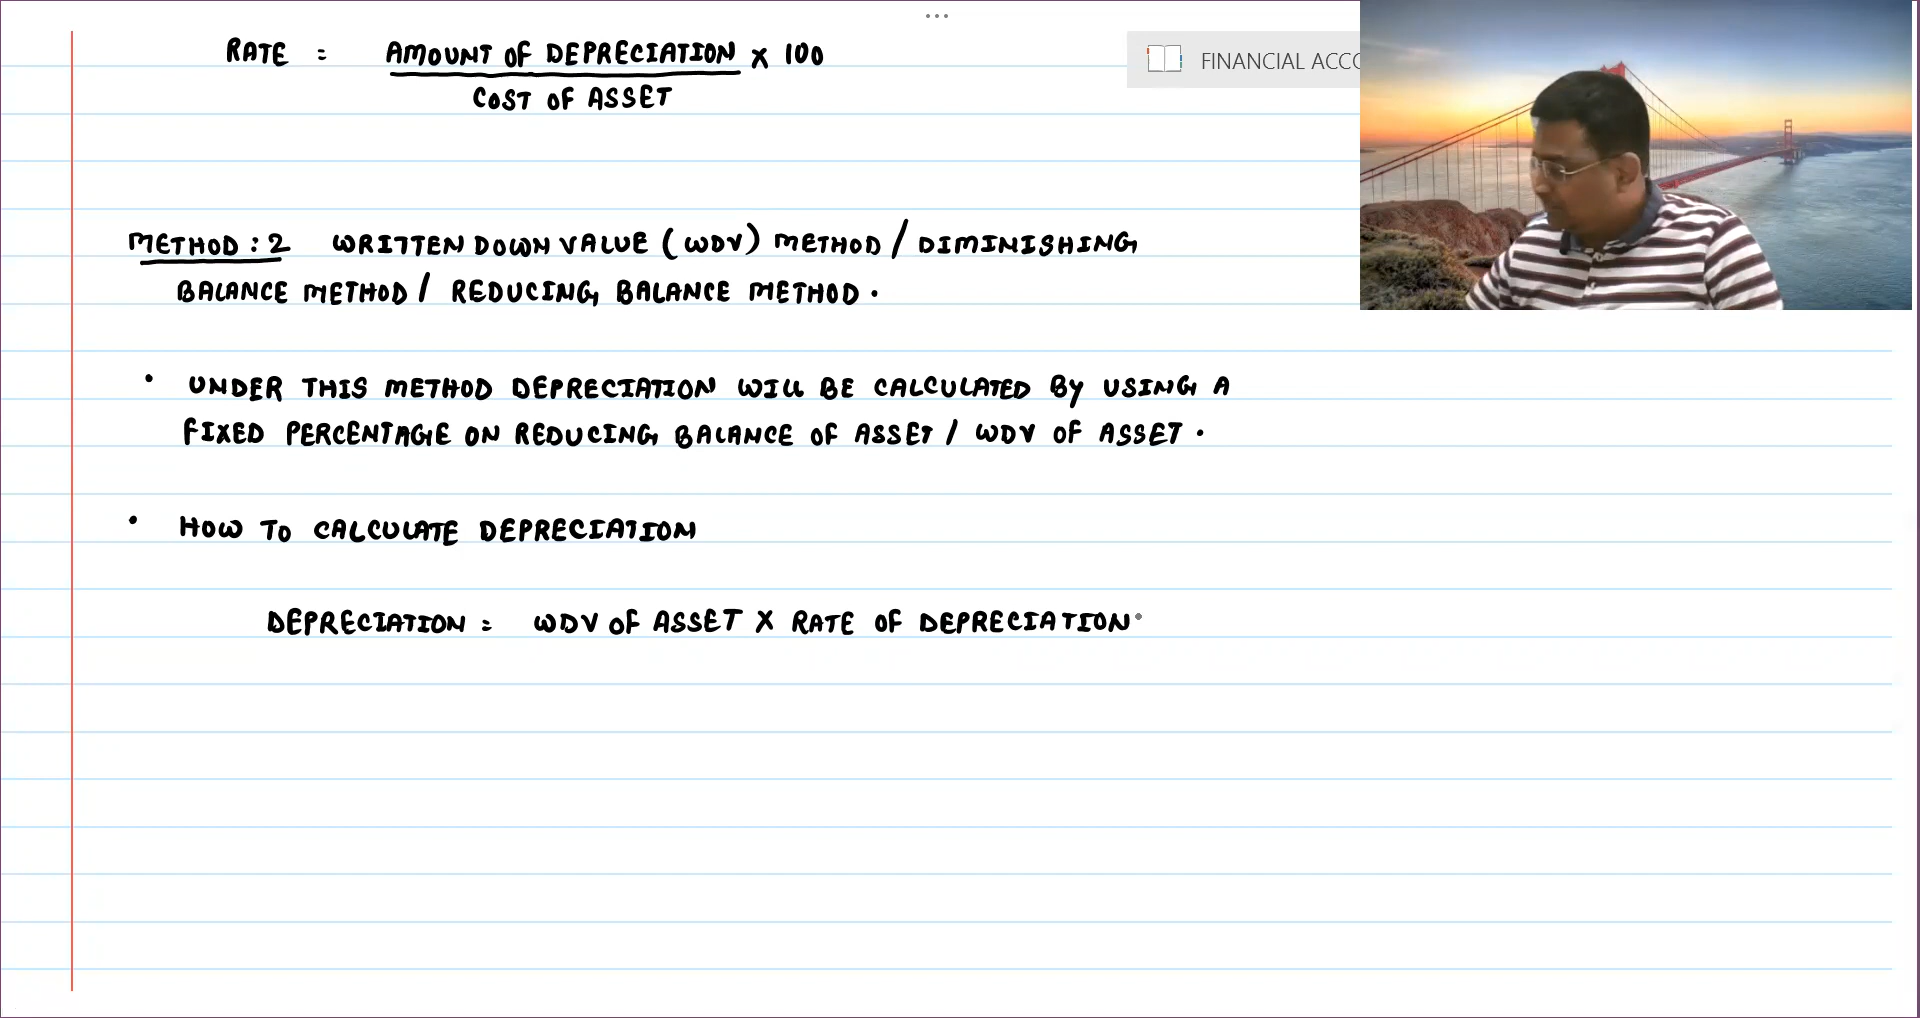 RATE = AMOUNT OF DEPRECIATION X 100
COST OF ASSET
FINANCIAL ACCO
METHOD : 2 WRITTEN DOWN VALUE (WDV) METHOD / DIMINISHING
BALANCE METHOD / REDUCING BALANCE METHOD.
• UNDER THIS METHOD DEPRECIATION WILL BE CALCULATED BY USING A
FIXED PERCENTAGE ON REDUCING BALANCE OF ASSET / WDV OF ASSET.
• HOW TO CALCULATE DEPRECIATION
DEPRECIATION = WDV OF ASSET X RATE OF DEPRECIATION